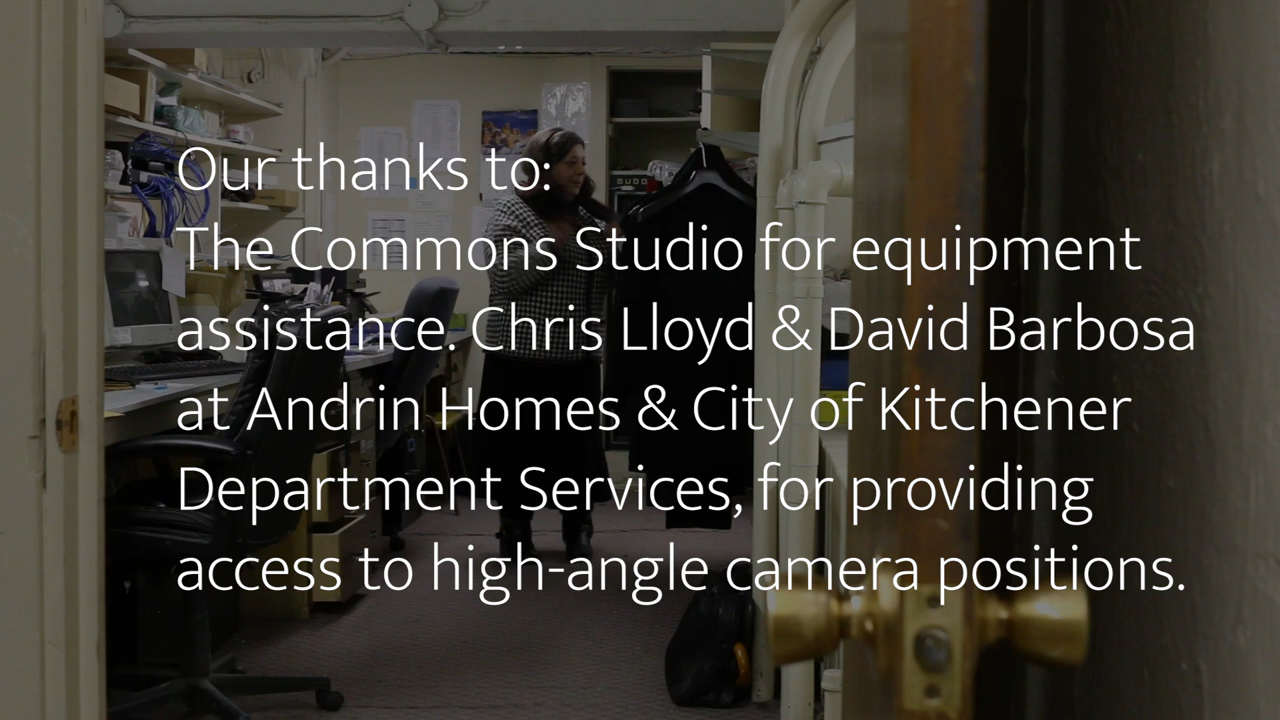 Our thanks to:
The Commons Studio for equipment
assistance. Chris Lloyd & David Barbosa
at Andrin Homes & City of Kitchener
Department Services, for providing
access to high-angle camera positions.
BUDD